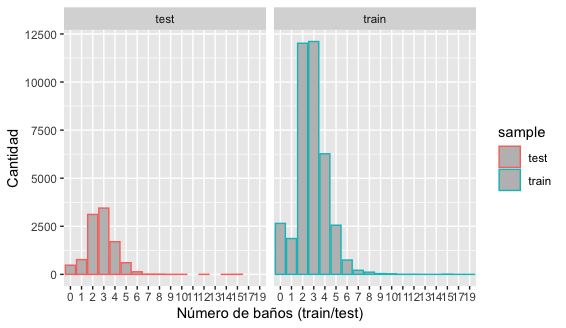 test
train
12500
10000
7500
5000
2500
0
Cantidad
0 1 2 3 4 5 6 7 8 9 10 11 12 13 14 15 17 19
0 1 2 3 4 5 6 7 8 9 10 11 12 13 14 15 17 19
Número de baños (train/test)
sample
test
train